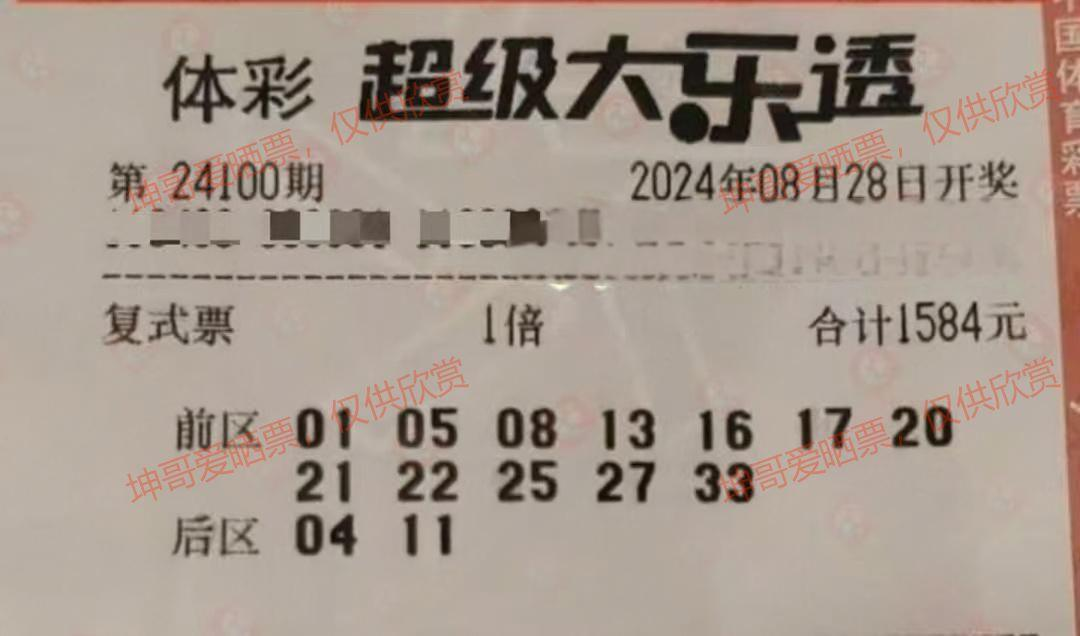 体彩 超级大乐透
第 24100期 2024年08月28日开奖
复式票 1倍 合计1584元
前区 01 05 08 13 16 17 20
21 22 25 27 33
后区 04 11
中国体育彩票
坤哥爱晒票，仅供欣赏
坤哥爱晒票，仅供欣赏
坤哥爱晒票，仅供欣赏
坤哥爱晒票，仅供欣赏